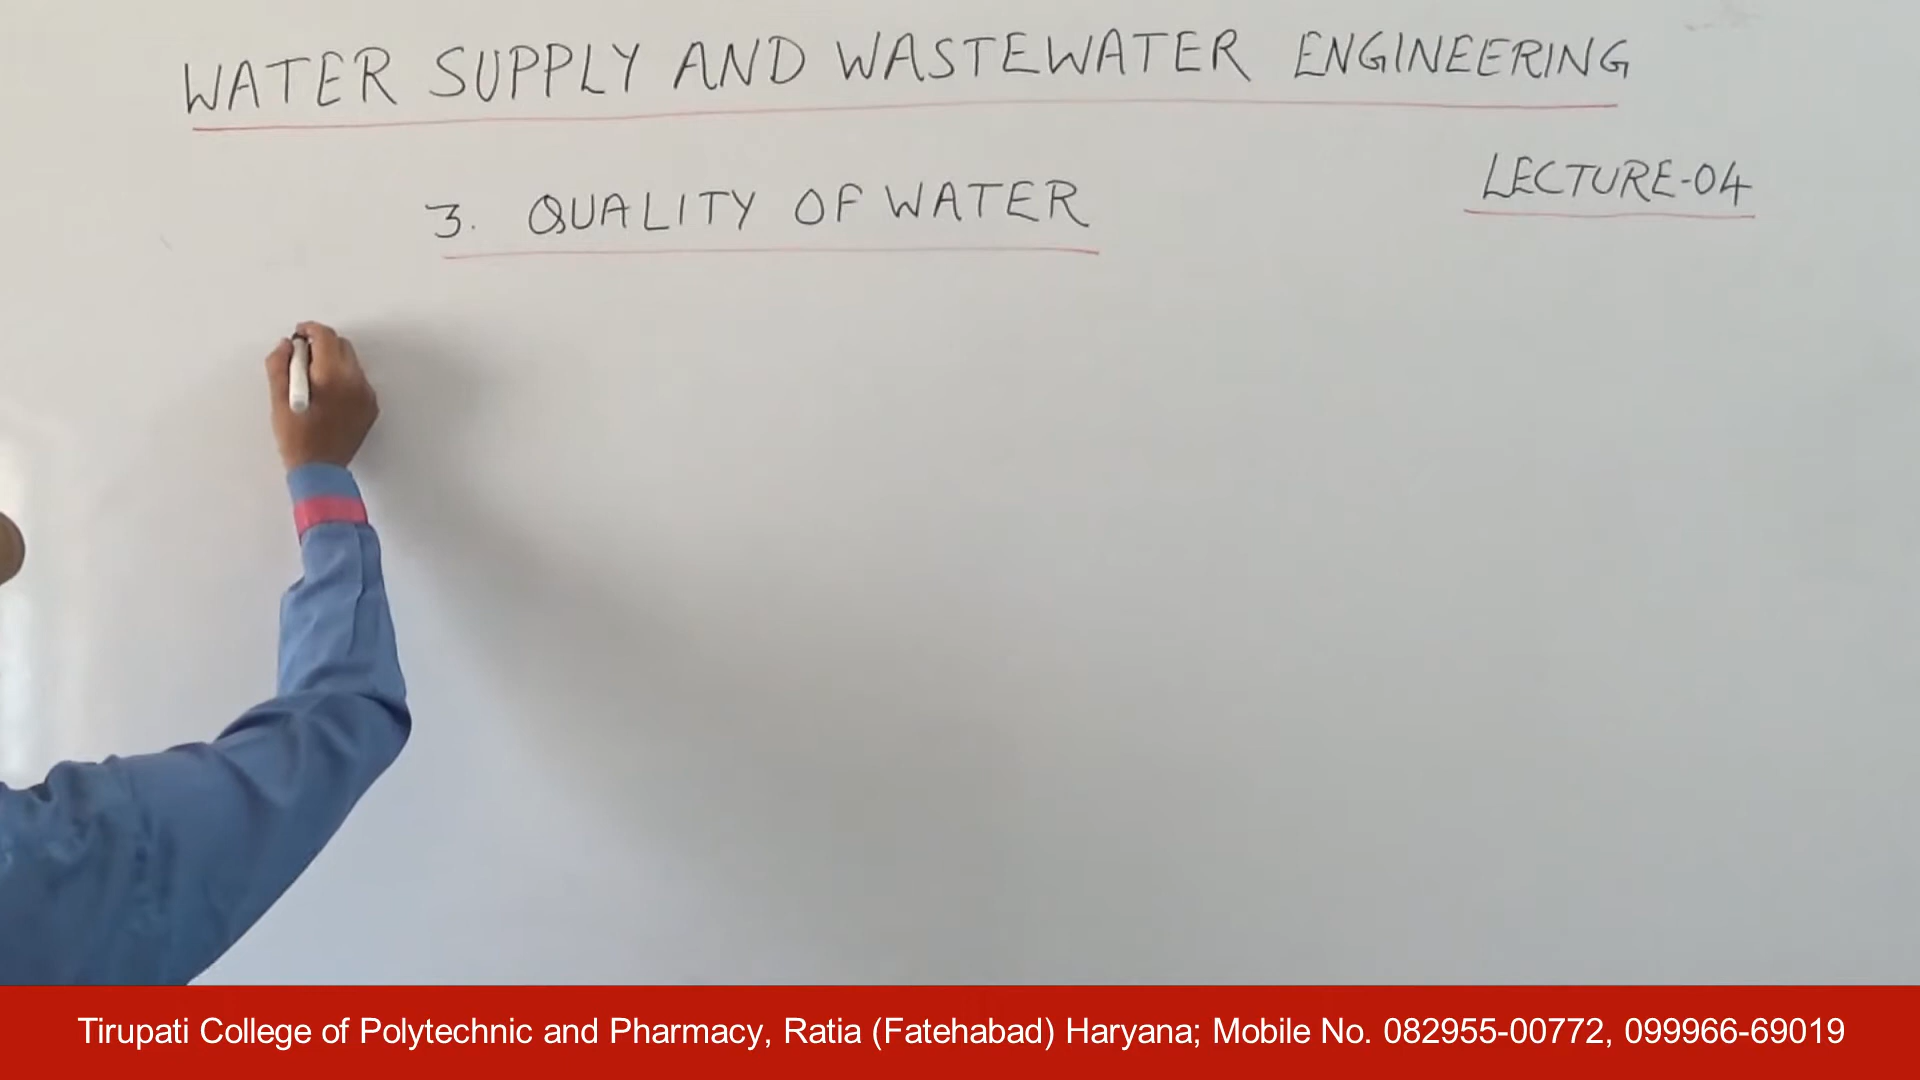 WATER SUPPLY AND WASTEWATER ENGINEERING
LECTURE-04
3. QUALITY OF WATER
Tirupati College of Polytechnic and Pharmacy, Ratia (Fatehabad) Haryana; Mobile No. 082955-00772, 099966-69019